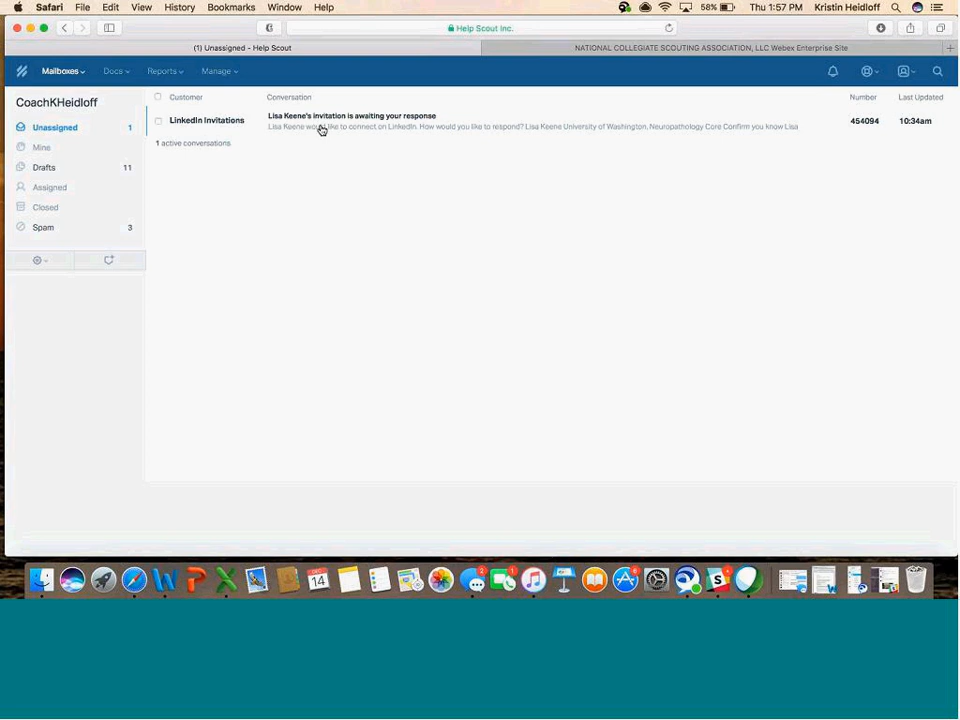 Safari File Edit View History Bookmarks Window Help 58% Thu 1:57 PM Kristin Heidloff
Help Scout Inc.
(1) Unassigned - Help Scout NATIONAL COLLEGIATE SCOUTING ASSOCIATION, LLC Webex Enterprise Site
Mailboxes Docs Reports Manage
CoachKHeidloff
Customer Conversation Number Last Updated
LinkedIn Invitations Lisa Keene's invitation is awaiting your response 454094 10:34am
Lisa Keene would like to connect on LinkedIn. How would you like to respond? Lisa Keene University of Washington, Neuropathology Core Confirm you know Lisa
1 active conversations
Unassigned 1
Mine
Drafts 11
Assigned
Closed
Spam 3
DEC
14